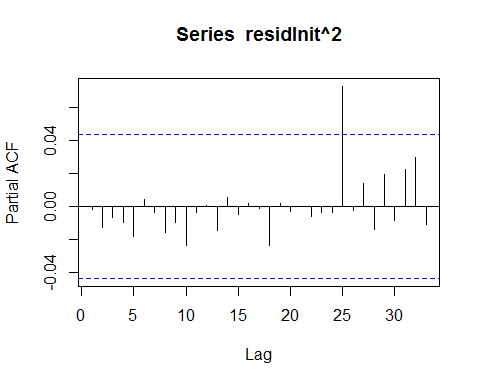 Series residInit^2
Partial ACF
0.04
0.00
-0.04
0 5 10 15 20 25 30
Lag